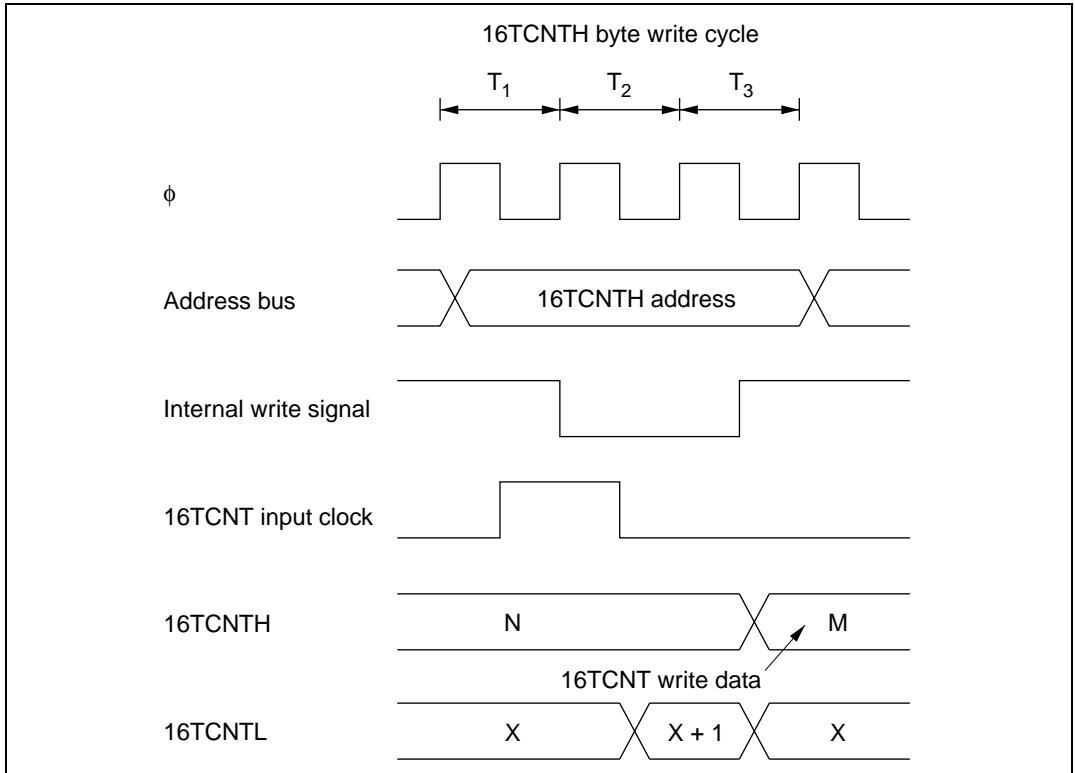 16TCNTH byte write cycle
T1 T2 T3
φ
Address bus
16TCNTH address
Internal write signal
16TCNT input clock
16TCNTH
N
M
16TCNT write data
16TCNTL
X
X + 1
X